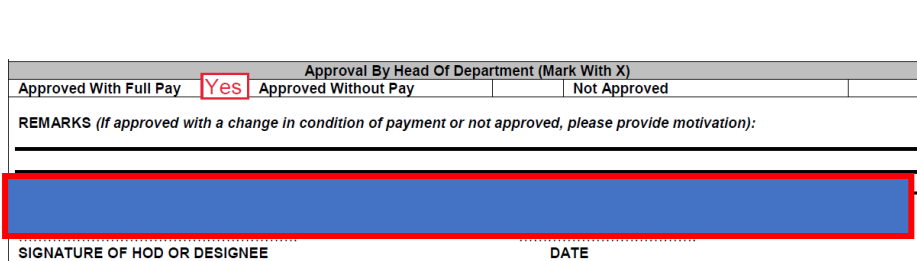 Approval By Head Of Department (Mark With X)
Approved With Full Pay Yes Approved Without Pay Not Approved
REMARKS (If approved with a change in condition of payment or not approved, please provide motivation):
SIGNATURE OF HOD OR DESIGNEE DATE